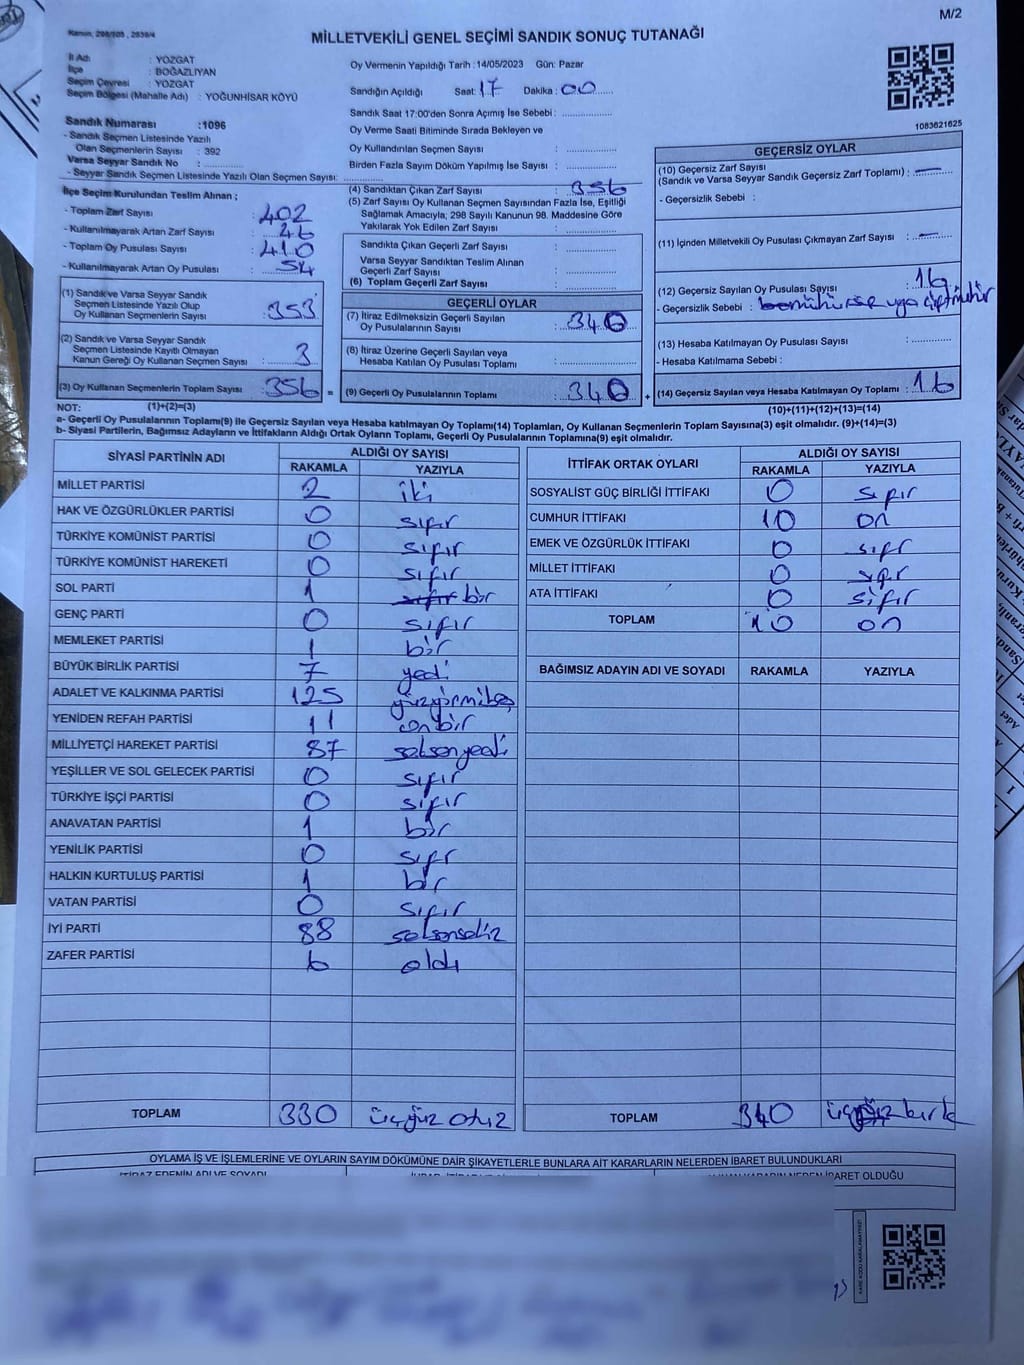 M/2
Kanun, 298/105, 2839/4
MİLLETVEKİLİ GENEL SEÇİMİ SANDIK SONUÇ TUTANAĞI
İl Adı : YOZGAT
İlçe : BOĞAZLIYAN
Seçim Çevresi : YOZGAT
Seçim Bölgesi (Mahalle Adı) : YOĞUNHİSAR KÖYÜ
Sandık Numarası :1096
- Sandık Seçmen Listesinde Yazılı
Olan Seçmenlerin Sayısı : 392
Varsa Seyyar Sandık No :
- Seyyar Sandık Seçmen Listesinde Yazılı Olan Seçmen Sayısı:
Oy Vermenin Yapıldığı Tarih :14/05/2023 Gün: Pazar
Sandığın Açıldığı Saat: 17 Dakika: 00
Sandık Saat 17:00'den Sonra Açımış İse Sebebi :
Oy Verme Saati Bitiminde Sırada Bekleyen ve
Oy Kullandırılan Seçmen Sayısı :
Birden Fazla Sayım Döküm Yapılmış İse Sayısı :
1083621625
İlçe Seçim Kurulundan Teslim Alınan ;
- Toplam Zarf Sayısı : 402
- Kullanılmayarak Artan Zarf Sayısı : 46
- Toplam Oy Pusulası Sayısı : 410
- Kullanılmayarak Artan Oy Pusulası : 54
(1) Sandık ve Varsa Seyyar Sandık
Seçmen Listesinde Yazılı Olup
Oy Kullanan Seçmenlerin Sayısı : 353
(2) Sandık ve Varsa Seyyar Sandık
Seçmen Listesinde Kayıtlı Olmayan
Kanun Gereği Oy Kullanan Seçmen Sayısı : 3
(3) Oy Kullanan Seçmenlerin Toplam Sayısı : 356 =
(1)+(2)=(3)
(4) Sandıktan Çıkan Zarf Sayısı : 356
(5) Zarf Sayısı Oy Kullanan Seçmen Sayısından Fazla İse, Eşitliği
Sağlamak Amacıyla; 298 Sayılı Kanunun 98. Maddesine Göre
Yakılarak Yok Edilen Zarf Sayısı :
Sandıkta Çıkan Geçerli Zarf Sayısı :
Varsa Seyyar Sandıktan Teslim Alınan
Geçerli Zarf Sayısı :
(6) Toplam Geçerli Zarf Sayısı :
GEÇERLİ OYLAR
(7) İtiraz Edilmeksizin Geçerli Sayılan
Oy Pusulalarının Sayısı : 340
(8) İtiraz Üzerine Geçerli Sayılan veya
Hesaba Katılan Oy Pusulası Toplamı :
(9) Geçerli Oy Pusulalarının Toplamı : 340 +
GEÇERSİZ OYLAR
(10) Geçersiz Zarf Sayısı
(Sandık ve Varsa Seyyar Sandık Geçersiz Zarf Toplamı) : —
- Geçersizlik Sebebi :
(11) İçinden Milletvekili Oy Pusulası Çıkmayan Zarf Sayısı : —
(12) Geçersiz Sayılan Oy Pusulası Sayısı : 16
- Geçersizlik Sebebi :
(13) Hesaba Katılmayan Oy Pusulası Sayısı :
- Hesaba Katılmama Sebebi :
(14) Geçersiz Sayılan veya Hesaba Katılmayan Oy Toplamı : 16
(10)+(11)+(12)+(13)=(14)
NOT:
a- Geçerli Oy Pusulalarının Toplamı(9) ile Geçersiz Sayılan veya Hesaba Katılmayan Oy Toplamı(14) Toplamları, Oy Kullanan Seçmenlerin Toplam Sayısına(3) eşit olmalıdır. (9)+(14)=(3)
b- Siyasi Partilerin, Bağımsız Adayların ve İttifakların Aldığı Ortak Oyların Toplamı, Geçerli Oy Pusulalarının Toplamına(9) eşit olmalıdır.
SİYASİ PARTİNİN ADI ALDIĞI OY SAYISI
RAKAMLA YAZIYLA
MİLLET PARTİSİ 2 iki
HAK VE ÖZGÜRLÜKLER PARTİSİ 0 sıfır
TÜRKİYE KOMÜNİST PARTİSİ 0 sıfır
TÜRKİYE KOMÜNİST HAREKETİ 0 sıfır
SOL PARTİ 1 bir
GENÇ PARTİ 0 sıfır
MEMLEKET PARTİSİ 1 bir
BÜYÜK BİRLİK PARTİSİ 7 yedi
ADALET VE KALKINMA PARTİSİ 125 yüzyirmibeş
YENİDEN REFAH PARTİSİ 11 onbir
MİLLİYETÇİ HAREKET PARTİSİ 87 seksenyedi
YEŞİLLER VE SOL GELECEK PARTİSİ 0 sıfır
TÜRKİYE İŞÇİ PARTİSİ 0 sıfır
ANAVATAN PARTİSİ 1 bir
YENİLİK PARTİSİ 0 sıfr
HALKIN KURTULUŞ PARTİSİ 1 bir
VATAN PARTİSİ 0 sıfır
İYİ PARTİ 88 seksensekiz
ZAFER PARTİSİ 6 altı
TOPLAM 330 üçyüz otuz
İTTİFAK ORTAK OYLARI ALDIĞI OY SAYISI
RAKAMLA YAZIYLA
SOSYALİST GÜÇ BİRLİĞİ İTTİFAKI 0 sıfır
CUMHUR İTTİFAKI 10 on
EMEK VE ÖZGÜRLÜK İTTİFAKI 0 sıfr
MİLLET İTTİFAKI 0 sıfır
ATA İTTİFAKI 0 sıfır
TOPLAM 10 on
BAĞIMSIZ ADAYIN ADI VE SOYADI RAKAMLA YAZIYLA
TOPLAM 340 üçyüz kırk
OYLAMA İŞ VE İŞLEMLERİNE VE OYLARIN SAYIM DÖKÜMÜNE DAİR ŞİKAYETLERLE BUNLARA AİT KARARLARIN NELERDEN İBARET BULUNDUKLARI
İTİRAZ EDENİN ADI VE SOYADI
KARARIN NEDEN İBARET OLDUĞU